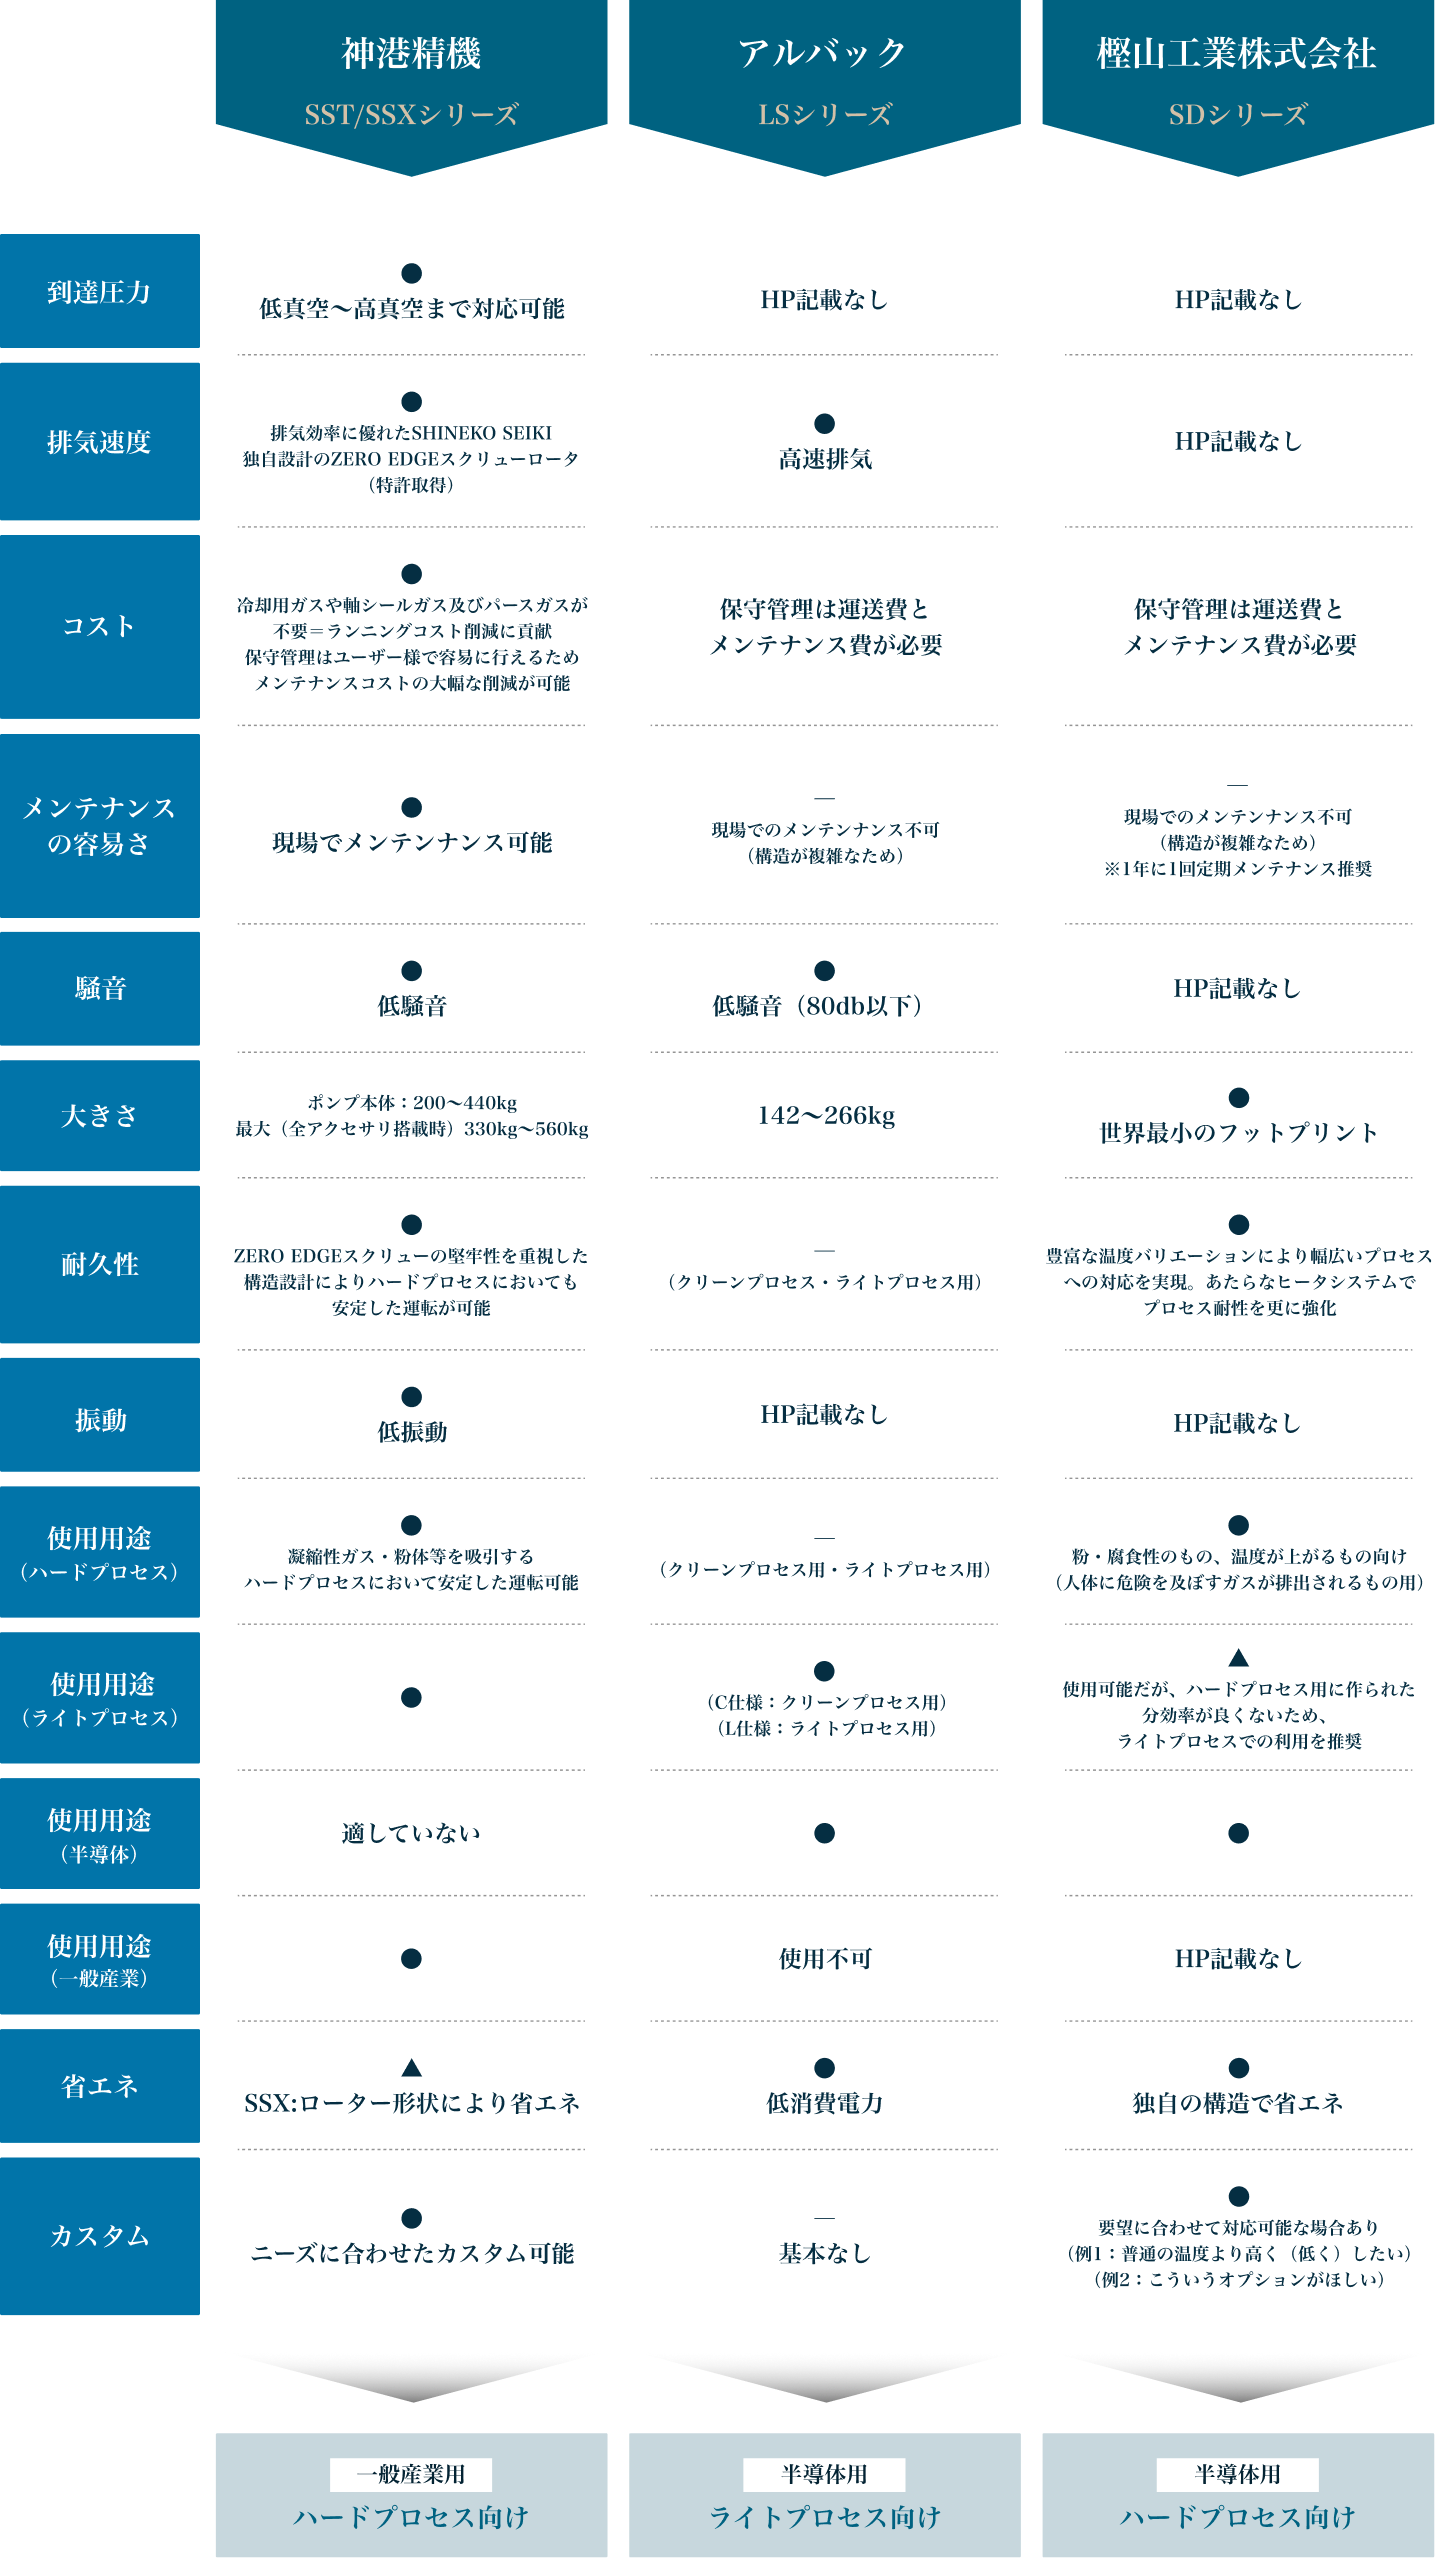 神港精機
SST/SSXシリーズ
アルバック
LSシリーズ
樫山工業株式会社
SDシリーズ
到達圧力
●
低真空〜高真空まで対応可能
HP記載なし
HP記載なし
排気速度
●
排気効率に優れたSHINEKO SEIKI
独自設計のZERO EDGEスクリューロータ
（特許取得）
●
高速排気
HP記載なし
コスト
●
冷却用ガスや軸シールガス及びパースガスが
不要＝ランニングコスト削減に貢献
保守管理はユーザー様で容易に行えるため
メンテナンスコストの大幅な削減が可能
保守管理は運送費と
メンテナンス費が必要
保守管理は運送費と
メンテナンス費が必要
メンテナンス
の容易さ
●
現場でメンテンナンス可能
―
現場でのメンテンナンス不可
（構造が複雑なため）
―
現場でのメンテンナンス不可
（構造が複雑なため）
※1年に1回定期メンテナンス推奨
騒音
●
低騒音
●
低騒音（80db以下）
HP記載なし
大きさ
ポンプ本体：200〜440kg
最大（全アクセサリ搭載時）330kg〜560kg
142〜266kg
●
世界最小のフットプリント
耐久性
●
ZERO EDGEスクリューの堅牢性を重視した
構造設計によりハードプロセスにおいても
安定した運転が可能
―
（クリーンプロセス・ライトプロセス用）
●
豊富な温度バリエーションにより幅広いプロセス
への対応を実現。あたらなヒータシステムで
プロセス耐性を更に強化
振動
●
低振動
HP記載なし
HP記載なし
使用用途
（ハードプロセス）
●
凝縮性ガス・粉体等を吸引する
ハードプロセスにおいて安定した運転可能
―
（クリーンプロセス用・ライトプロセス用）
●
粉・腐食性のもの、温度が上がるもの向け
（人体に危険を及ぼすガスが排出されるもの用）
使用用途
（ライトプロセス）
●
●
（C仕様：クリーンプロセス用）
（L仕様：ライトプロセス用）
▲
使用可能だが、ハードプロセス用に作られた
分効率が良くないため、
ライトプロセスでの利用を推奨
使用用途
（半導体）
適していない
●
●
使用用途
（一般産業）
●
使用不可
HP記載なし
省エネ
▲
SSX:ローター形状により省エネ
●
低消費電力
●
独自の構造で省エネ
カスタム
●
ニーズに合わせたカスタム可能
―
基本なし
●
要望に合わせて対応可能な場合あり
（例1：普通の温度より高く（低く）したい）
（例2：こういうオプションがほしい）
一般産業用
ハードプロセス向け
半導体用
ライトプロセス向け
半導体用
ハードプロセス向け